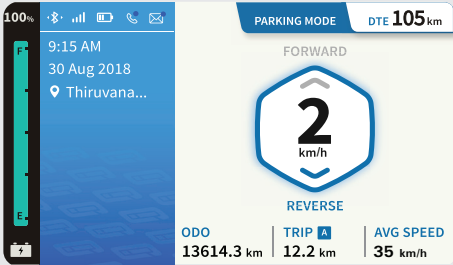 100%
F
E
9:15 AM
30 Aug 2018
Thiruvana...
PARKING MODE
DTE 105 km
FORWARD
2
km/h
REVERSE
ODO
13614.3 km
TRIP A
12.2 km
AVG SPEED
35 km/h